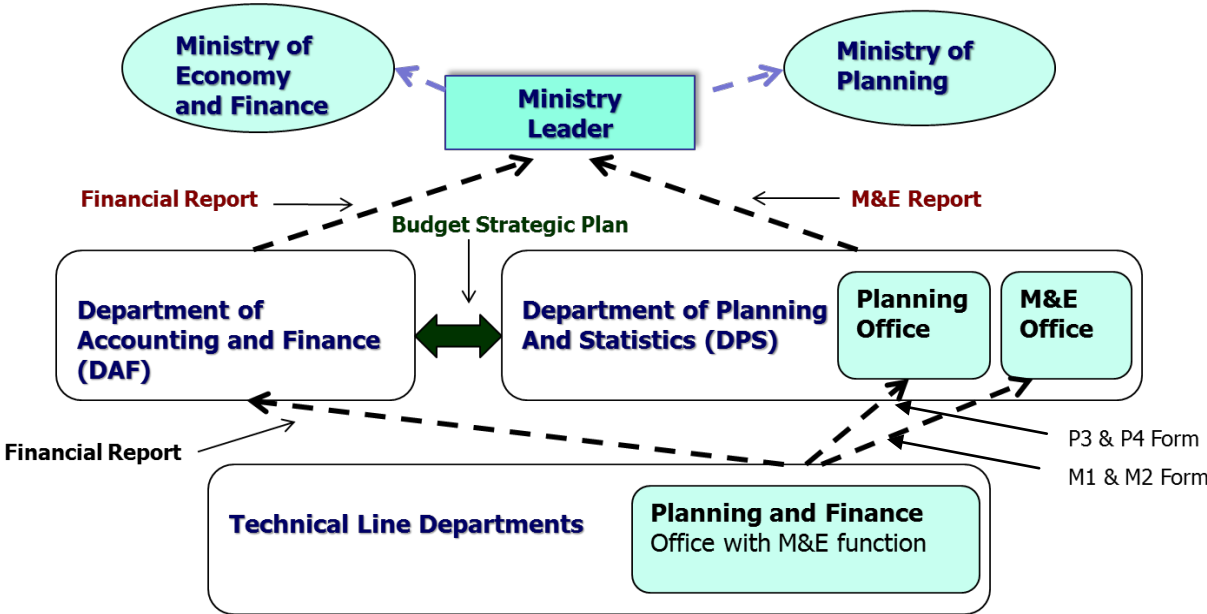 Ministry of
Economy
and Finance
Ministry
Leader
Ministry of
Planning
Financial Report
M&E Report
Budget Strategic Plan
Department of
Accounting and Finance
(DAF)
Department of Planning
And Statistics (DPS)
Planning
Office
M&E
Office
Financial Report
P3 & P4 Form
M1 & M2 Form
Technical Line Departments
Planning and Finance
Office with M&E function